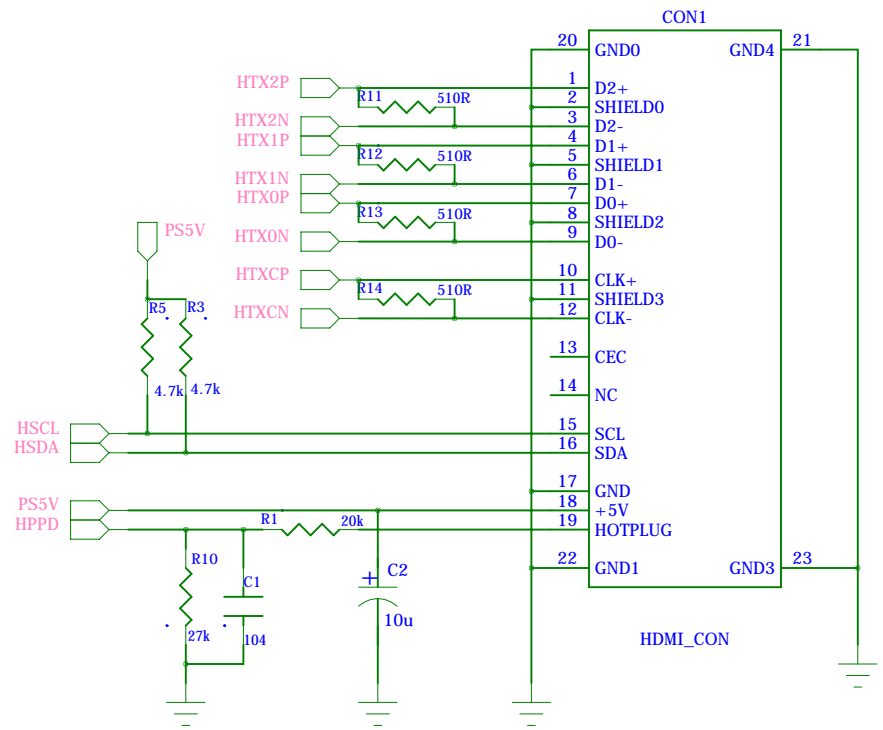 CON1
20 GND0 GND4 21
HTX2P 1 D2+
R11 510R 2 SHIELD0
HTX2N 3 D2-
HTX1P 4 D1+
R12 510R 5 SHIELD1
HTX1N 6 D1-
HTX0P 7 D0+
R13 510R 8 SHIELD2
PS5V HTX0N 9 D0-
HTXCP 10 CLK+
R14 510R 11 SHIELD3
R5 R3 HTXCN 12 CLK-
13 CEC
4.7k 4.7k 14 NC
HSCL 15 SCL
HSDA 16 SDA
17 GND
PS5V 18 +5V
HPPD R1 20k 19 HOTPLUG
R10 C1 + C2 22 GND1 GND3 23
10u
27k 104 HDMI_CON